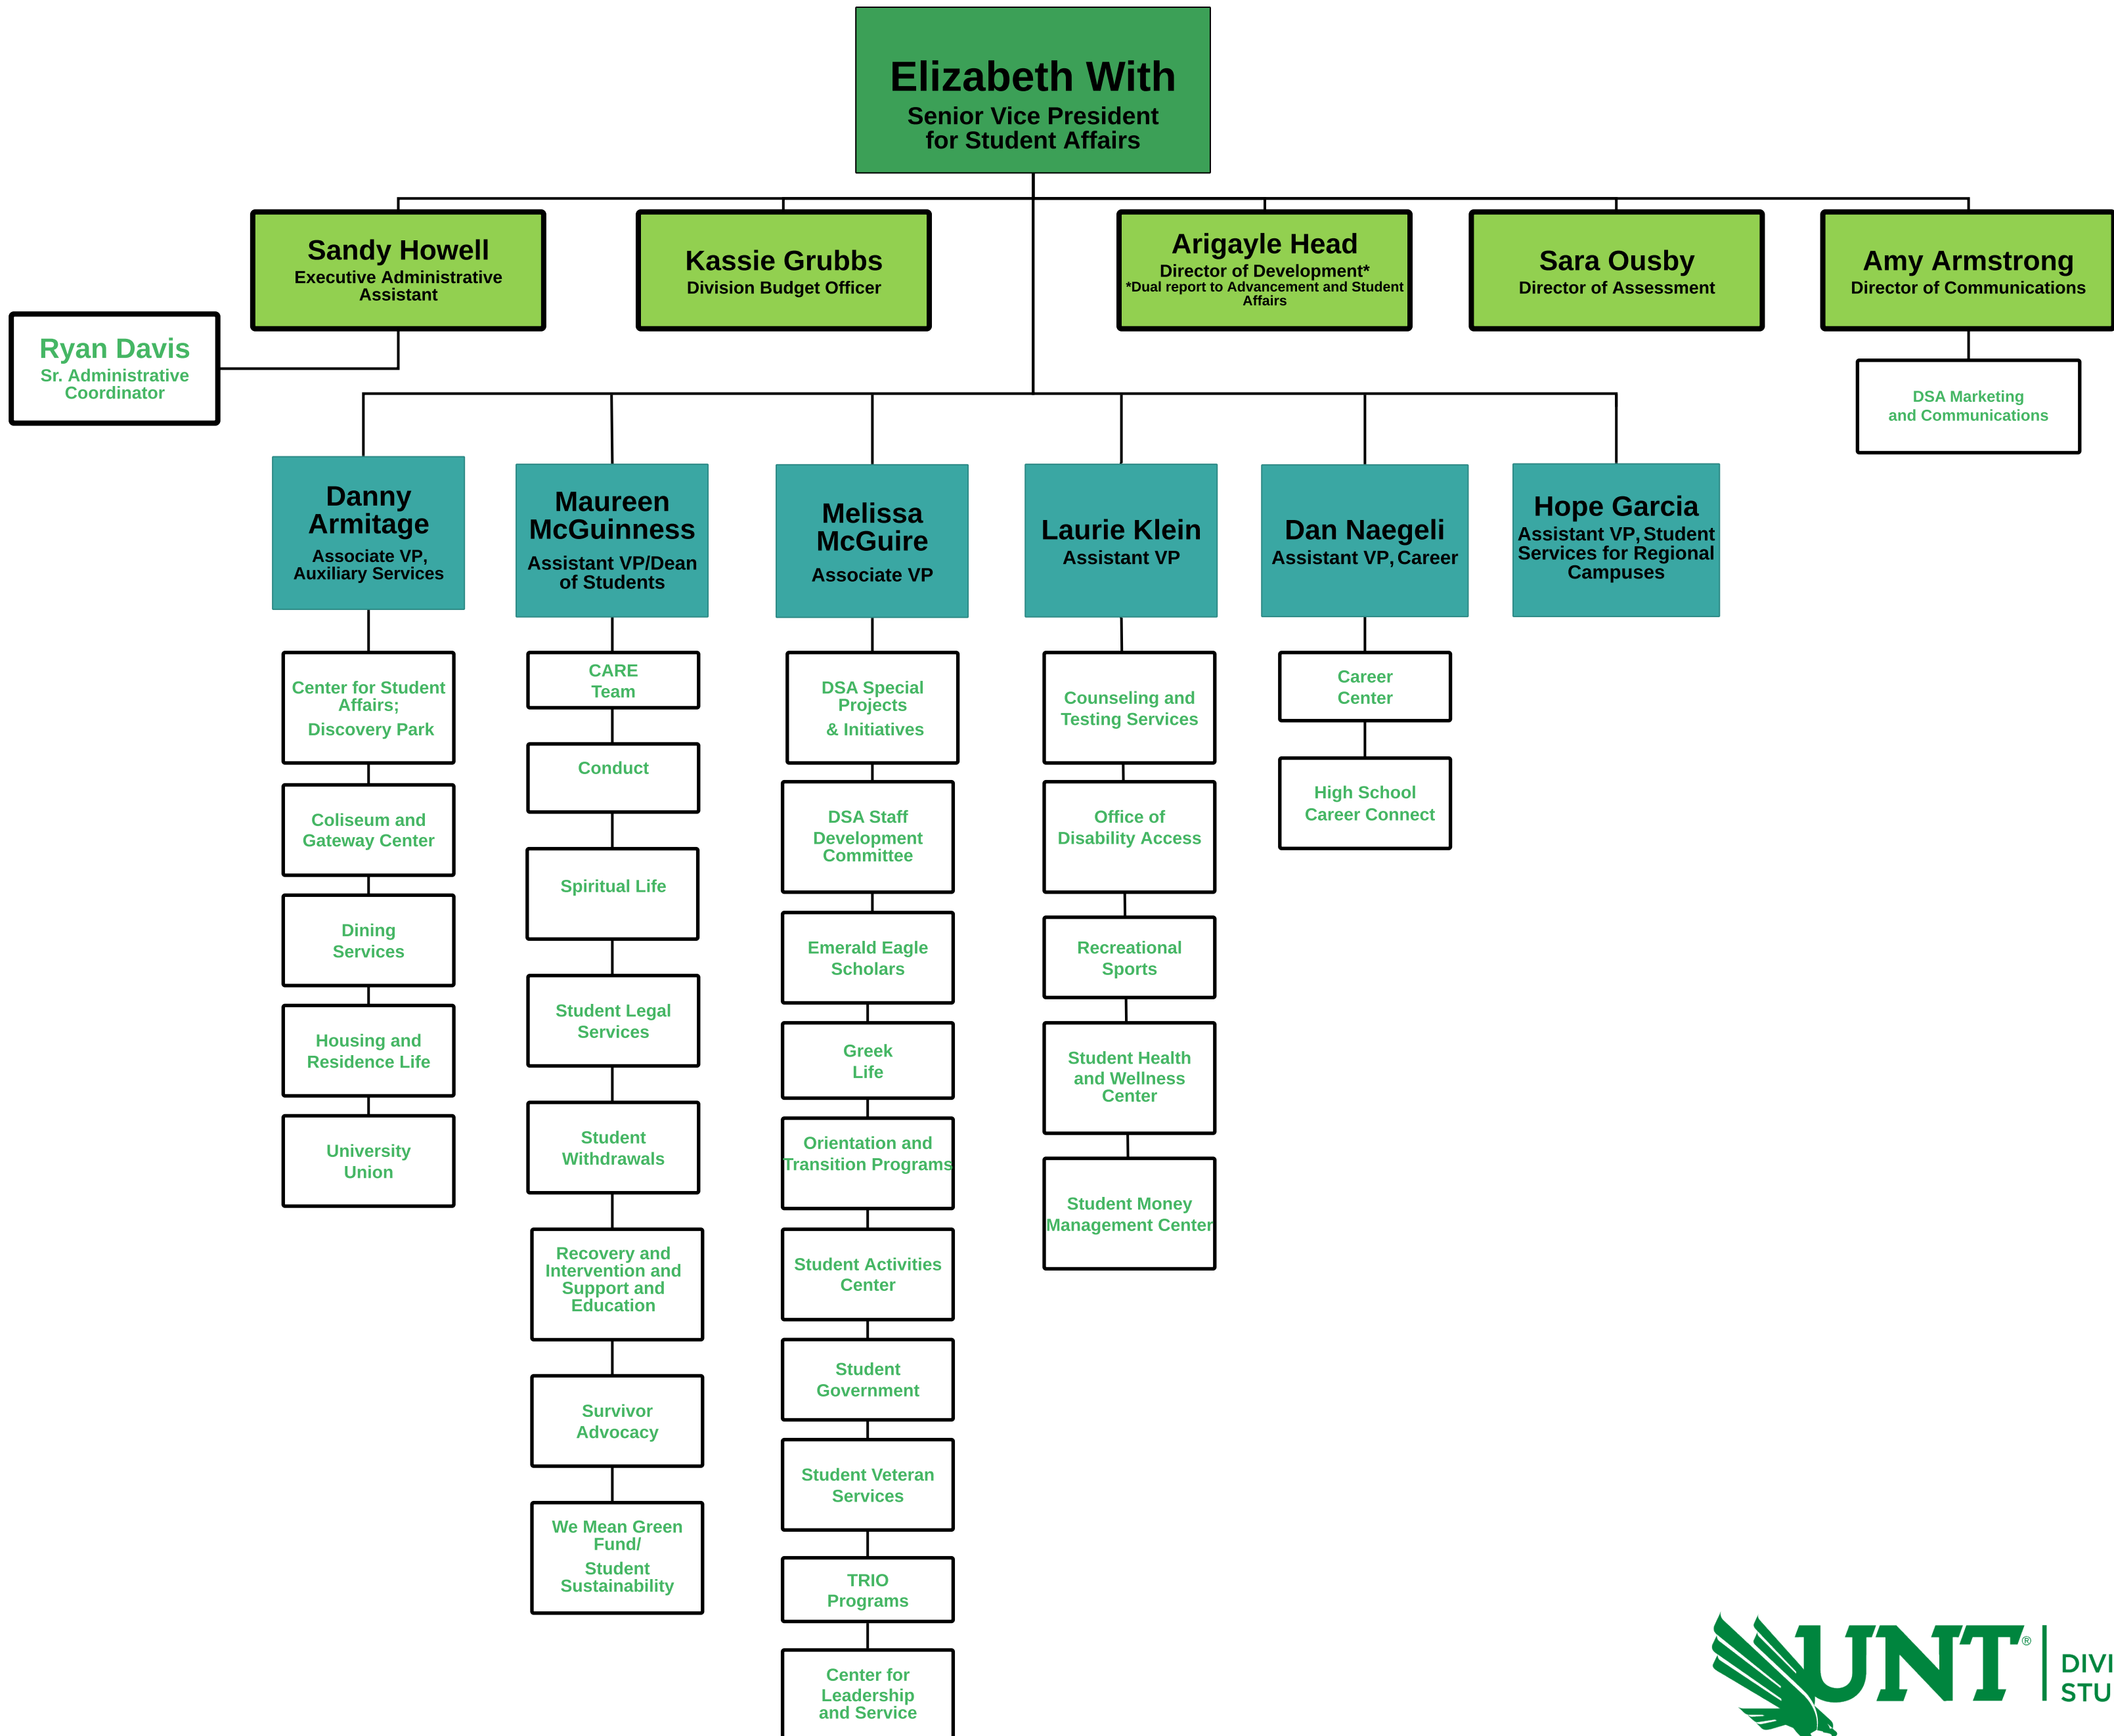 Elizabeth With
Senior Vice President
for Student Affairs
Sandy Howell
Executive Administrative
Assistant
Kassie Grubbs
Division Budget Officer
Arigayle Head
Director of Development*
*Dual report to Advancement and Student
Affairs
Sara Ousby
Director of Assessment
Amy Armstrong
Director of Communications
Ryan Davis
Sr. Administrative
Coordinator
DSA Marketing
and Communications
Danny
Armitage
Associate VP,
Auxiliary Services
Maureen
McGuinness
Assistant VP/Dean
of Students
Melissa
McGuire
Associate VP
Laurie Klein
Assistant VP
Dan Naegeli
Assistant VP, Career
Hope Garcia
Assistant VP, Student
Services for Regional
Campuses
Center for Student
Affairs;
Discovery Park
Coliseum and
Gateway Center
Dining
Services
Housing and
Residence Life
University
Union
CARE
Team
Conduct
Spiritual Life
Student Legal
Services
Student
Withdrawals
Recovery and
Intervention and
Support and
Education
Survivor
Advocacy
We Mean Green
Fund/
Student
Sustainability
DSA Special
Projects
& Initiatives
DSA Staff
Development
Committee
Emerald Eagle
Scholars
Greek
Life
Orientation and
Transition Programs
Student Activities
Center
Student
Government
Student Veteran
Services
TRIO
Programs
Center for
Leadership
and Service
Counseling and
Testing Services
Office of
Disability Access
Recreational
Sports
Student Health
and Wellness
Center
Student Money
Management Center
Career
Center
High School
Career Connect
UNT®
DIVI
STU